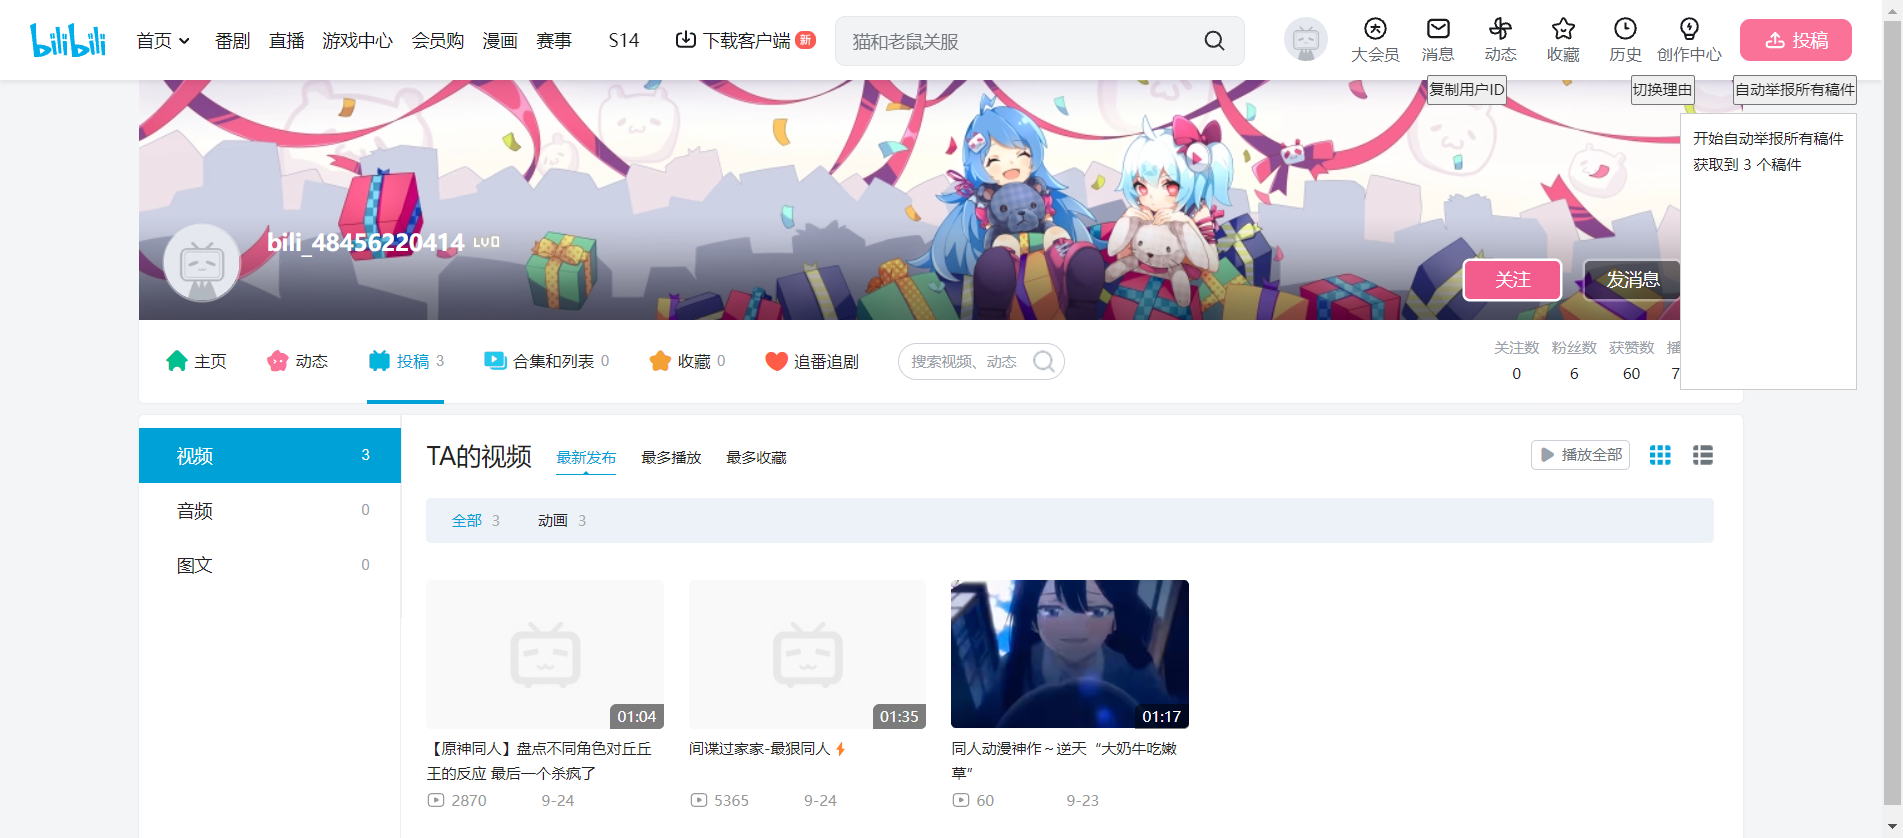 bilibili
首页 番剧 直播 游戏中心 会员购 漫画 赛事 S14 下载客户端 新
猫和老鼠关服
大会员 消息 动态 收藏 历史 创作中心 投稿
复制用户ID 切换理由 自动举报所有稿件
开始自动举报所有稿件
获取到 3 个稿件
bili_48456220414 LV0
关注 发消息
主页 动态 投稿 3 合集和列表 0 收藏 0 追番追剧 搜索视频、动态
关注数 粉丝数 获赞数 播
0 6 60 7
视频 3
音频 0
图文 0
TA的视频 最新发布 最多播放 最多收藏 播放全部
全部 3 动画 3
01:04
【原神同人】盘点不同角色对丘丘
王的反应 最后一个杀疯了
2870 9-24
01:35
间谍过家家-最狠同人
5365 9-24
01:17
同人动漫神作～逆天“大奶牛吃嫩
草”
60 9-23